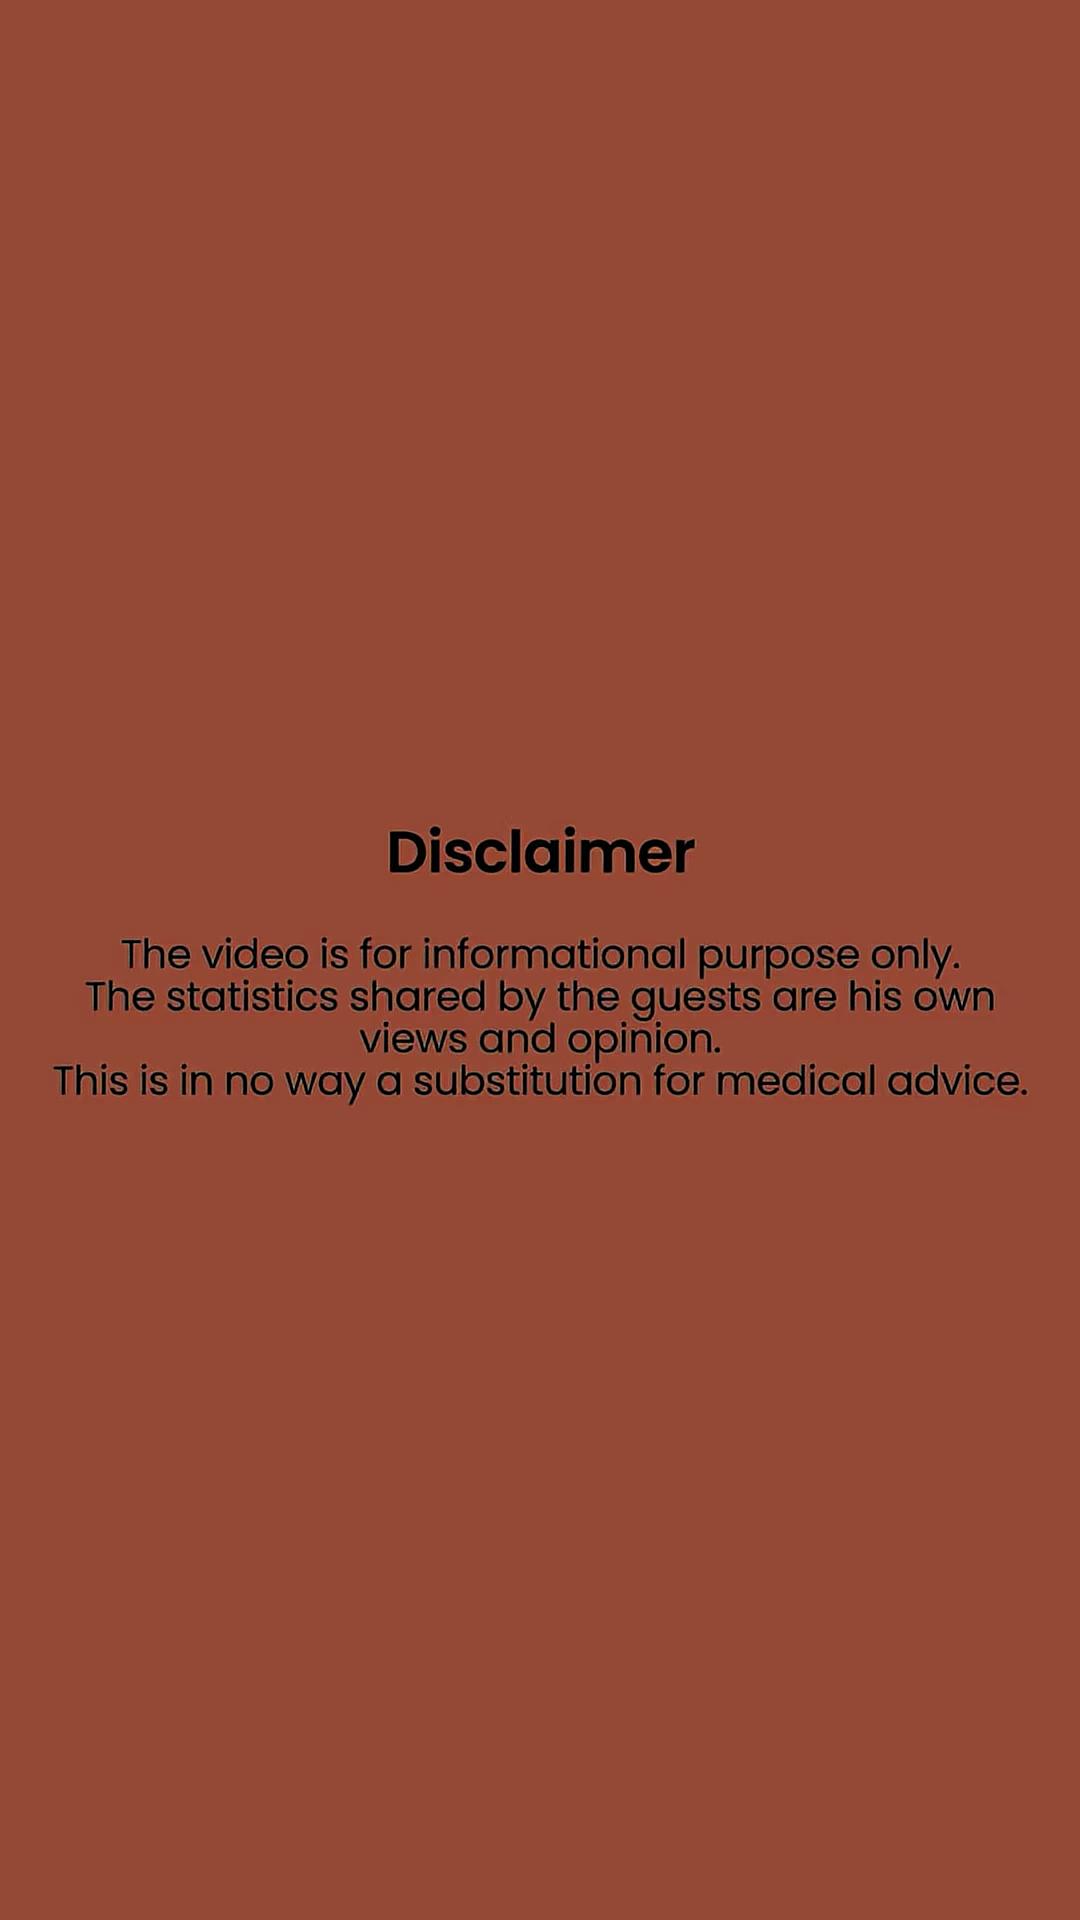 Disclaimer
The video is for informational purpose only.
The statistics shared by the guests are his own
views and opinion.
This is in no way a substitution for medical advice.